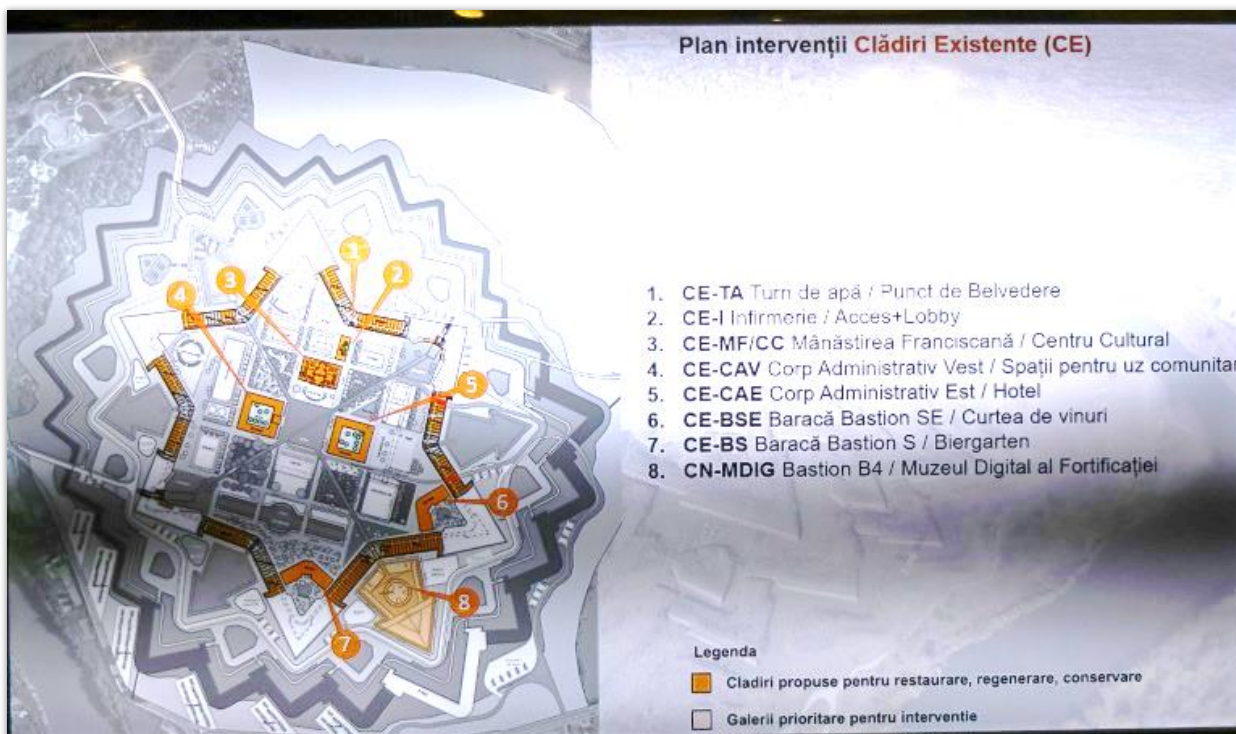 Plan intervenții Clădiri Existente (CE)
1. CE-TA Turn de apă / Punct de Belvedere
2. CE-I Infirmerie / Acces+Lobby
3. CE-MF/CC Mânăstirea Franciscană / Centru Cultural
4. CE-CAV Corp Administrativ Vest / Spații pentru uz comunitar
5. CE-CAE Corp Administrativ Est / Hotel
6. CE-BSE Baracă Bastion SE / Curtea de vinuri
7. CE-BS Baracă Bastion S / Biergarten
8. CN-MDIG Bastion B4 / Muzeul Digital al Fortificației
Legenda
Cladiri propuse pentru restaurare, regenerare, conservare
Galerii prioritare pentru interventie
1
2
3
4
5
6
7
8